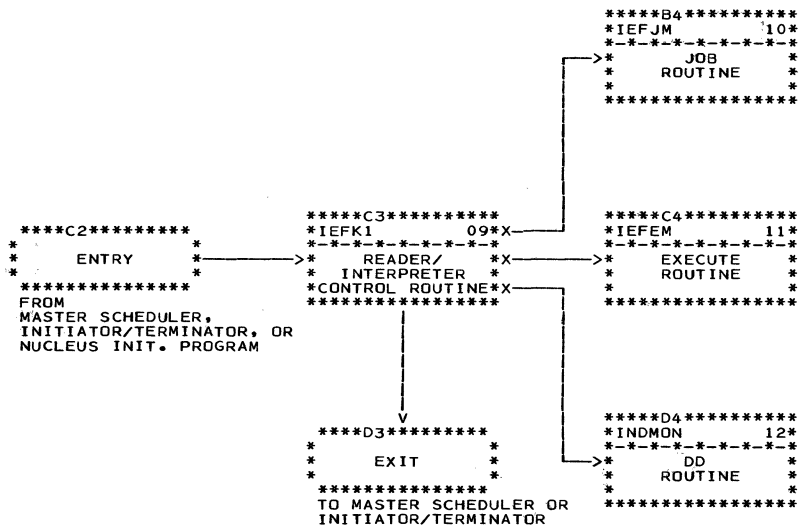 *****B4**********
*IEFJM 10*
*-*-*-*-*-*-*-*-*
* JOB *
* ROUTINE *
* *
*****************
*****C3**********
*IEFK1 09*X
*-*-*-*-*-*-*-*-*
* READER/ *X
* INTERPRETER *
*CONTROL ROUTINE*X
*****************
*****C4**********
*IEFEM 11*
*-*-*-*-*-*-*-*-*
* EXECUTE *
* ROUTINE *
* *
*****************
****C2*********
* *
* ENTRY *
* *
***************
FROM
MASTER SCHEDULER,
INITIATOR/TERMINATOR, OR
NUCLEUS INIT. PROGRAM
****D3*********
* *
* EXIT *
* *
***************
TO MASTER SCHEDULER OR
INITIATOR/TERMINATOR
*****D4**********
*INDMON 12*
*-*-*-*-*-*-*-*-*
* DD *
* ROUTINE *
* *
*****************